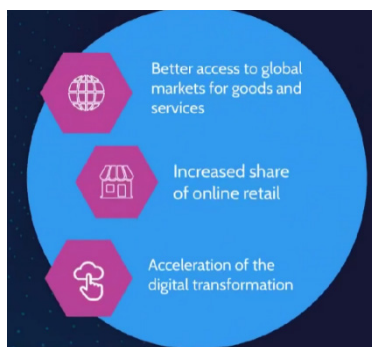 Better access to global
markets for goods and
services
Increased share
of online retail
Acceleration of the
digital transformation